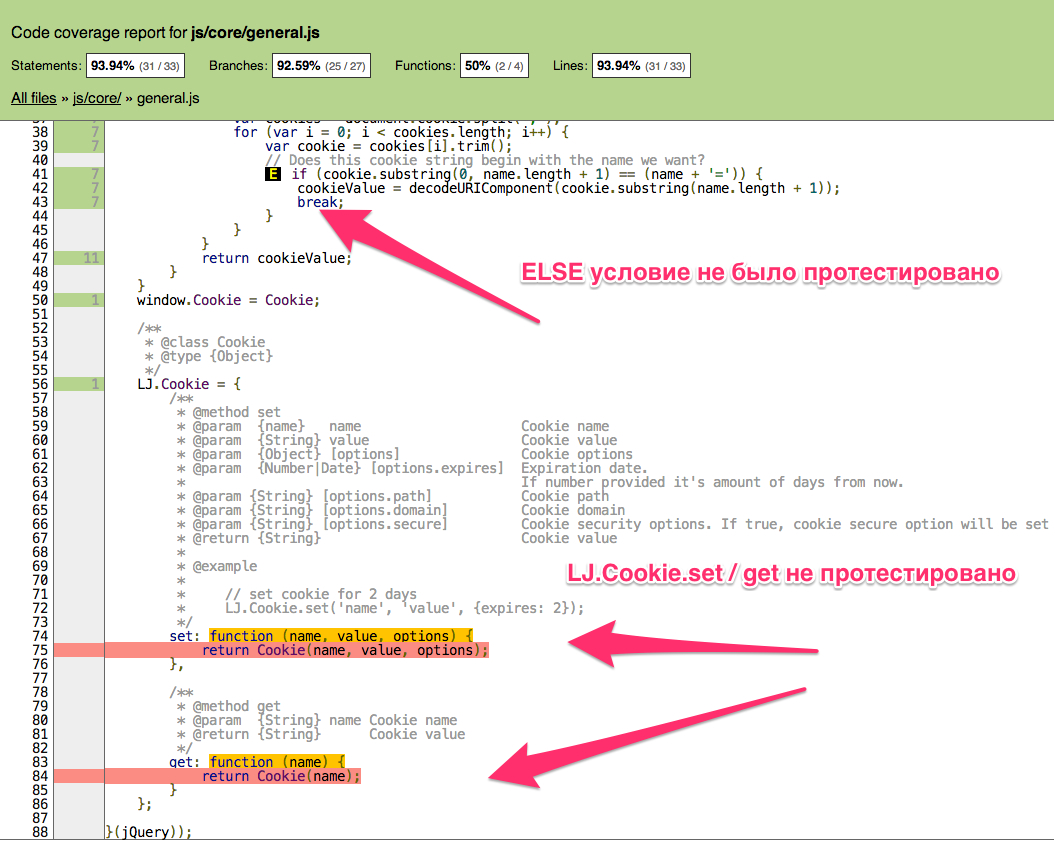 Code coverage report for js/core/general.js
Statements: 93.94% (31 / 33) Branches: 92.59% (25 / 27) Functions: 50% (2 / 4) Lines: 93.94% (31 / 33)
All files » js/core/ » general.js
38 7 for (var i = 0; i < cookies.length; i++) {
39 7 var cookie = cookies[i].trim();
40 // Does this cookie string begin with the name we want?
41 7 E if (cookie.substring(0, name.length + 1) == (name + '=')) {
42 7 cookieValue = decodeURIComponent(cookie.substring(name.length + 1));
43 7 break;
44 }
45 }
46 }
47 11 return cookieValue;
48 }
ELSE условие не было протестировано
49 }
50 1 window.Cookie = Cookie;
51
52 /**
53 * @class Cookie
54 * @type {Object}
55 */
56 1 LJ.Cookie = {
57 /**
58 * @method set
59 * @param {name} name Cookie name
60 * @param {String} value Cookie value
61 * @param {Object} [options] Cookie options
62 * @param {Number|Date} [options.expires] Expiration date.
63 * If number provided it's amount of days from now.
64 * @param {String} [options.path] Cookie path
65 * @param {String} [options.domain] Cookie domain
66 * @param {String} [options.secure] Cookie security options. If true, cookie secure option will be set
67 * @return {String} Cookie value
68 *
69 * @example
LJ.Cookie.set / get не протестировано
70 *
71 * // set cookie for 2 days
72 * LJ.Cookie.set('name', 'value', {expires: 2});
73 */
74 set: function (name, value, options) {
75 return Cookie(name, value, options);
76 },
77
78 /**
79 * @method get
80 * @param {String} name Cookie name
81 * @return {String} Cookie value
82 */
83 get: function (name) {
84 return Cookie(name);
85 }
86 };
87
88 }(jQuery));